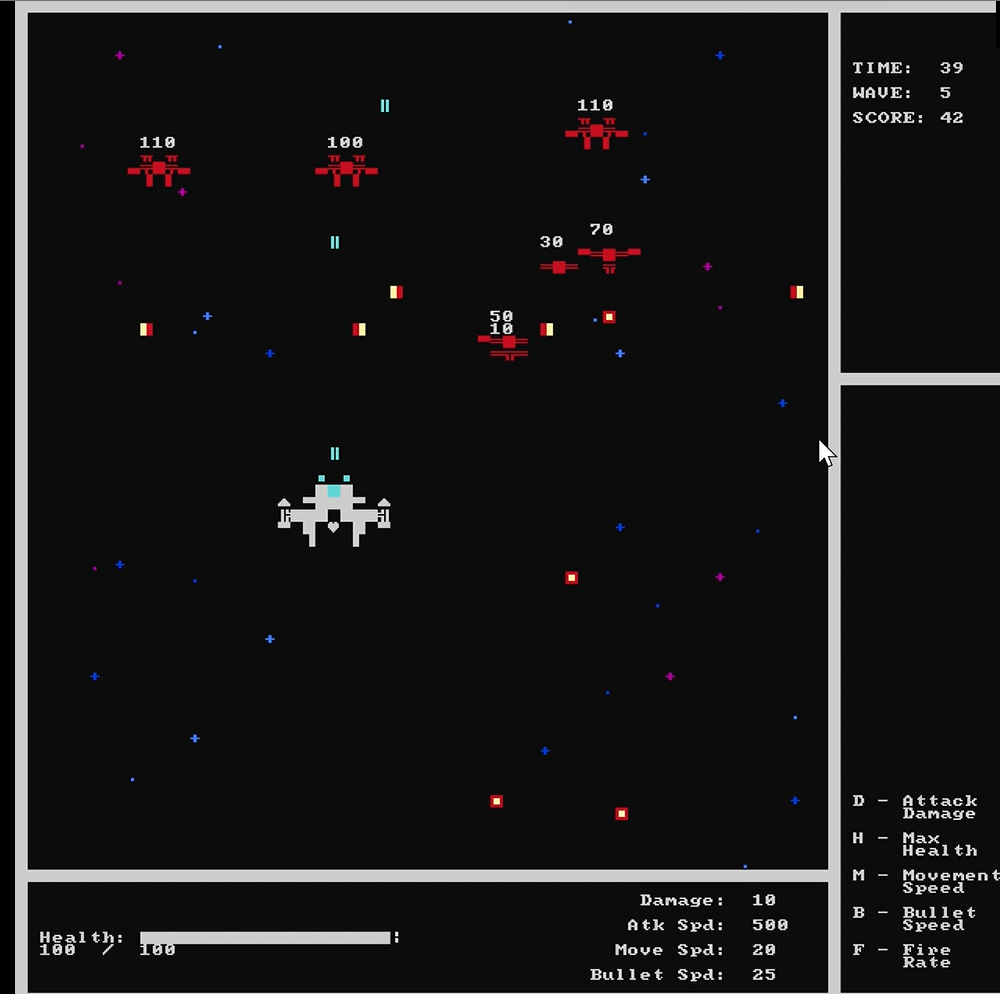 110
110
100
70
30
50
10
TIME: 39
WAVE: 5
SCORE: 42
D - Attack
Damage
H - Max
Health
M - Movement
Speed
B - Bullet
Speed
F - Fire
Rate
Health:
100 / 100
Damage: 10
Atk Spd: 500
Move Spd: 20
Bullet Spd: 25